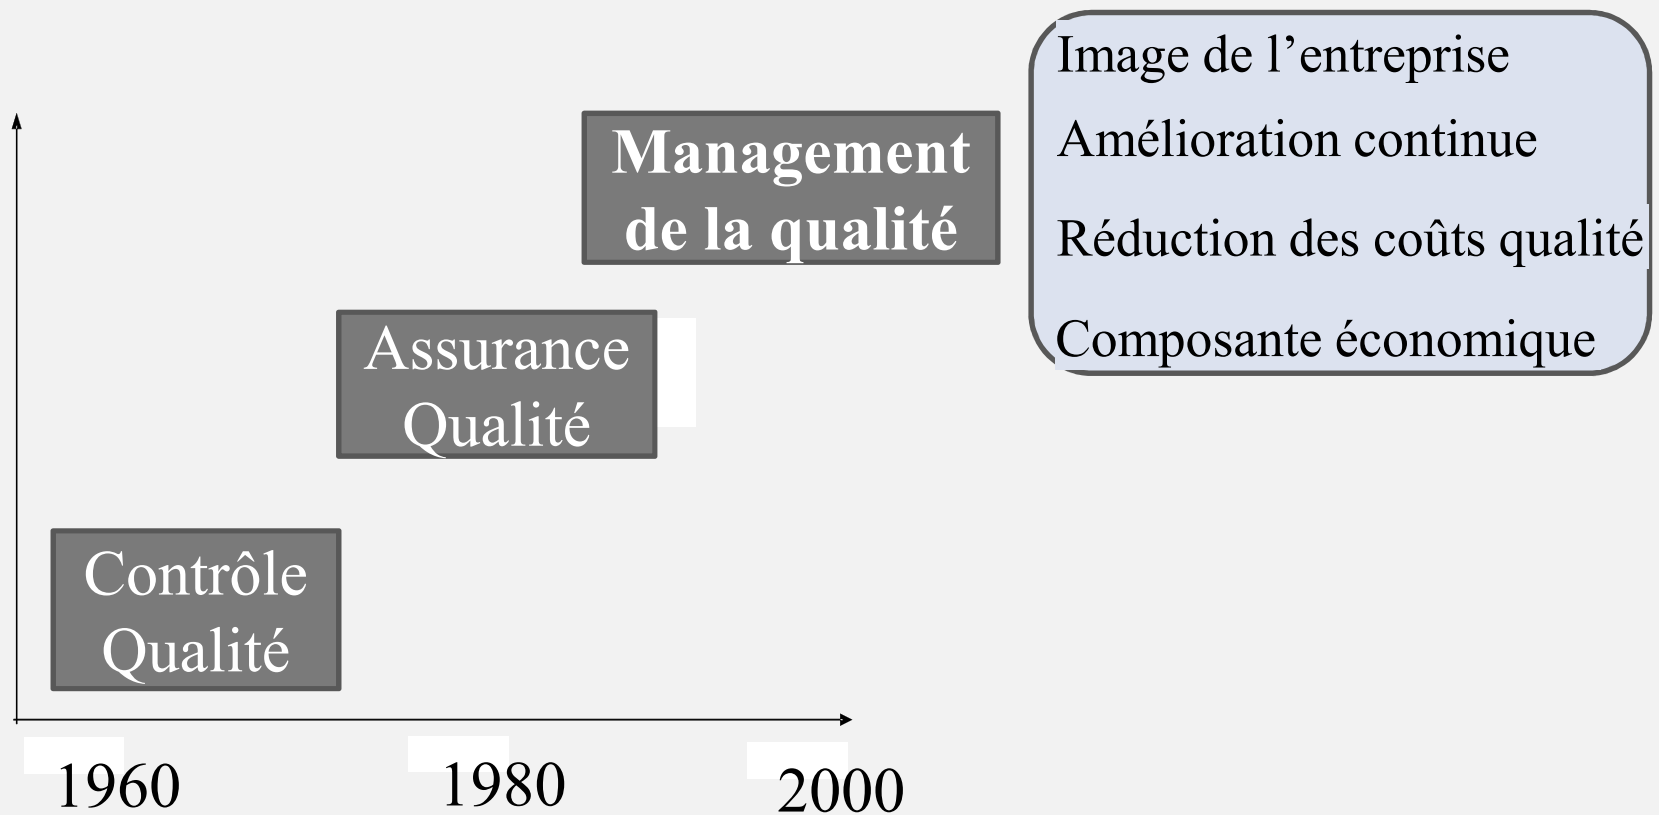 Image de l’entreprise
Amélioration continue
Réduction des coûts qualité
Composante économique
Management
de la qualité
Assurance
Qualité
Contrôle
Qualité
1960
1980
2000